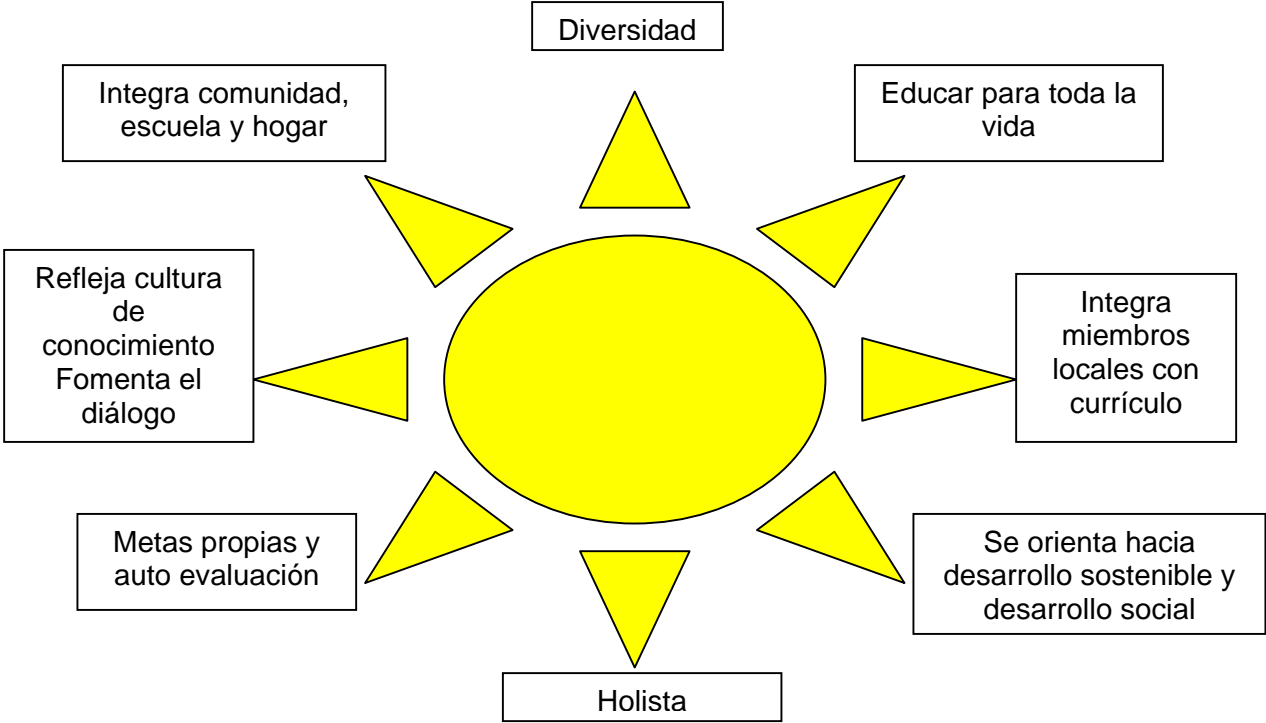 Diversidad
Integra comunidad,
escuela y hogar
Educar para toda la
vida
Refleja cultura
de
conocimiento
Fomenta el
diálogo
Integra
miembros
locales con
currículo
Metas propias y
auto evaluación
Se orienta hacia
desarrollo sostenible y
desarrollo social
Holista